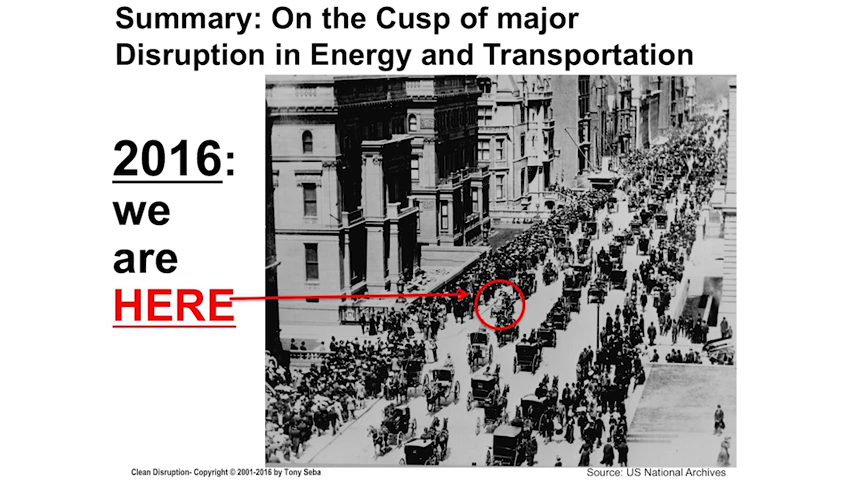 Summary: On the Cusp of major
Disruption in Energy and Transportation
2016:
we
are
HERE
Clean Disruption- Copyright © 2001-2016 by Tony Seba
Source: US National Archives